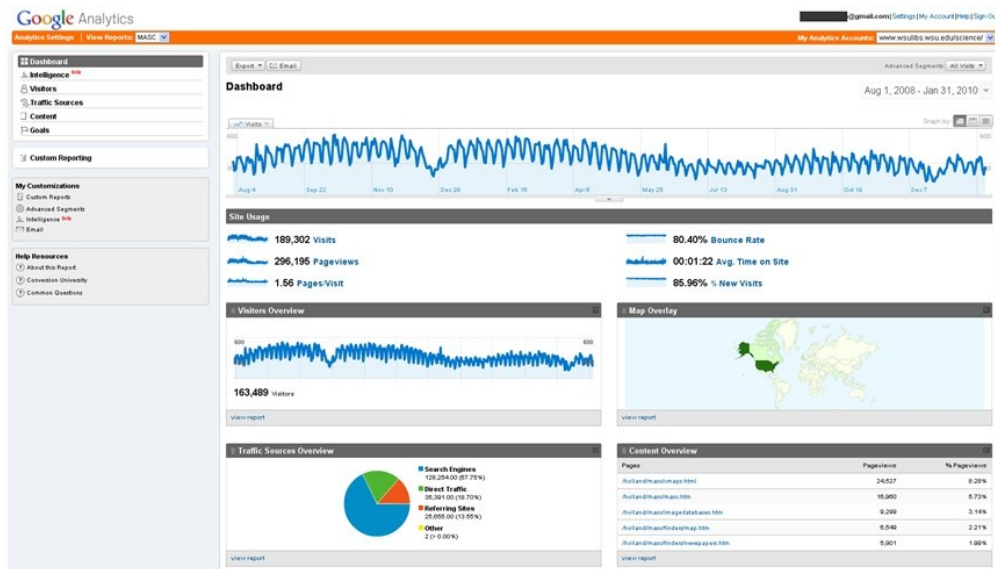 Google Analytics
@gmail.com | Settings | My Account | Help | Sign Ou
Analytics Settings | View Reports: MASC
My Analytics Accounts: www.wsulibs.wsu.edu/science/
Dashboard
Intelligence Beta
Visitors
Traffic Sources
Content
Goals
Custom Reporting
My Customizations
Custom Reports
Advanced Segments
Intelligence Beta
Email
Help Resources
About this Report
Conversion University
Common Questions
Export Email
Advanced Segments: All Visits
Dashboard
Aug 1, 2008 - Jan 31, 2010
Visits
Graph by:
600 600
Aug 4 Sep 22 Nov 10 Dec 29 Feb 16 Apr 6 May 25 Jul 13 Aug 31 Oct 19 Dec 7
Site Usage
189,302 Visits
296,195 Pageviews
1.56 Pages/Visit
80.40% Bounce Rate
00:01:22 Avg. Time on Site
85.96% % New Visits
Visitors Overview
600 600
163,489 Visitors
view report
Map Overlay
view report
Traffic Sources Overview
Search Engines
128,254.00 (67.75%)
Direct Traffic
35,391.00 (18.70%)
Referring Sites
25,655.00 (13.55%)
Other
2 (> 0.00%)
view report
Content Overview
Pages Pageviews % Pageviews
/holland/masc/xmaps.html 24,527 8.28%
/holland/masc/masc.htm 16,960 5.73%
/holland/masc/imagedatabases.htm 9,299 3.14%
/holland/masc/finders/map.htm 6,549 2.21%
/holland/masc/finders/newspapers.htm 5,901 1.99%
view report